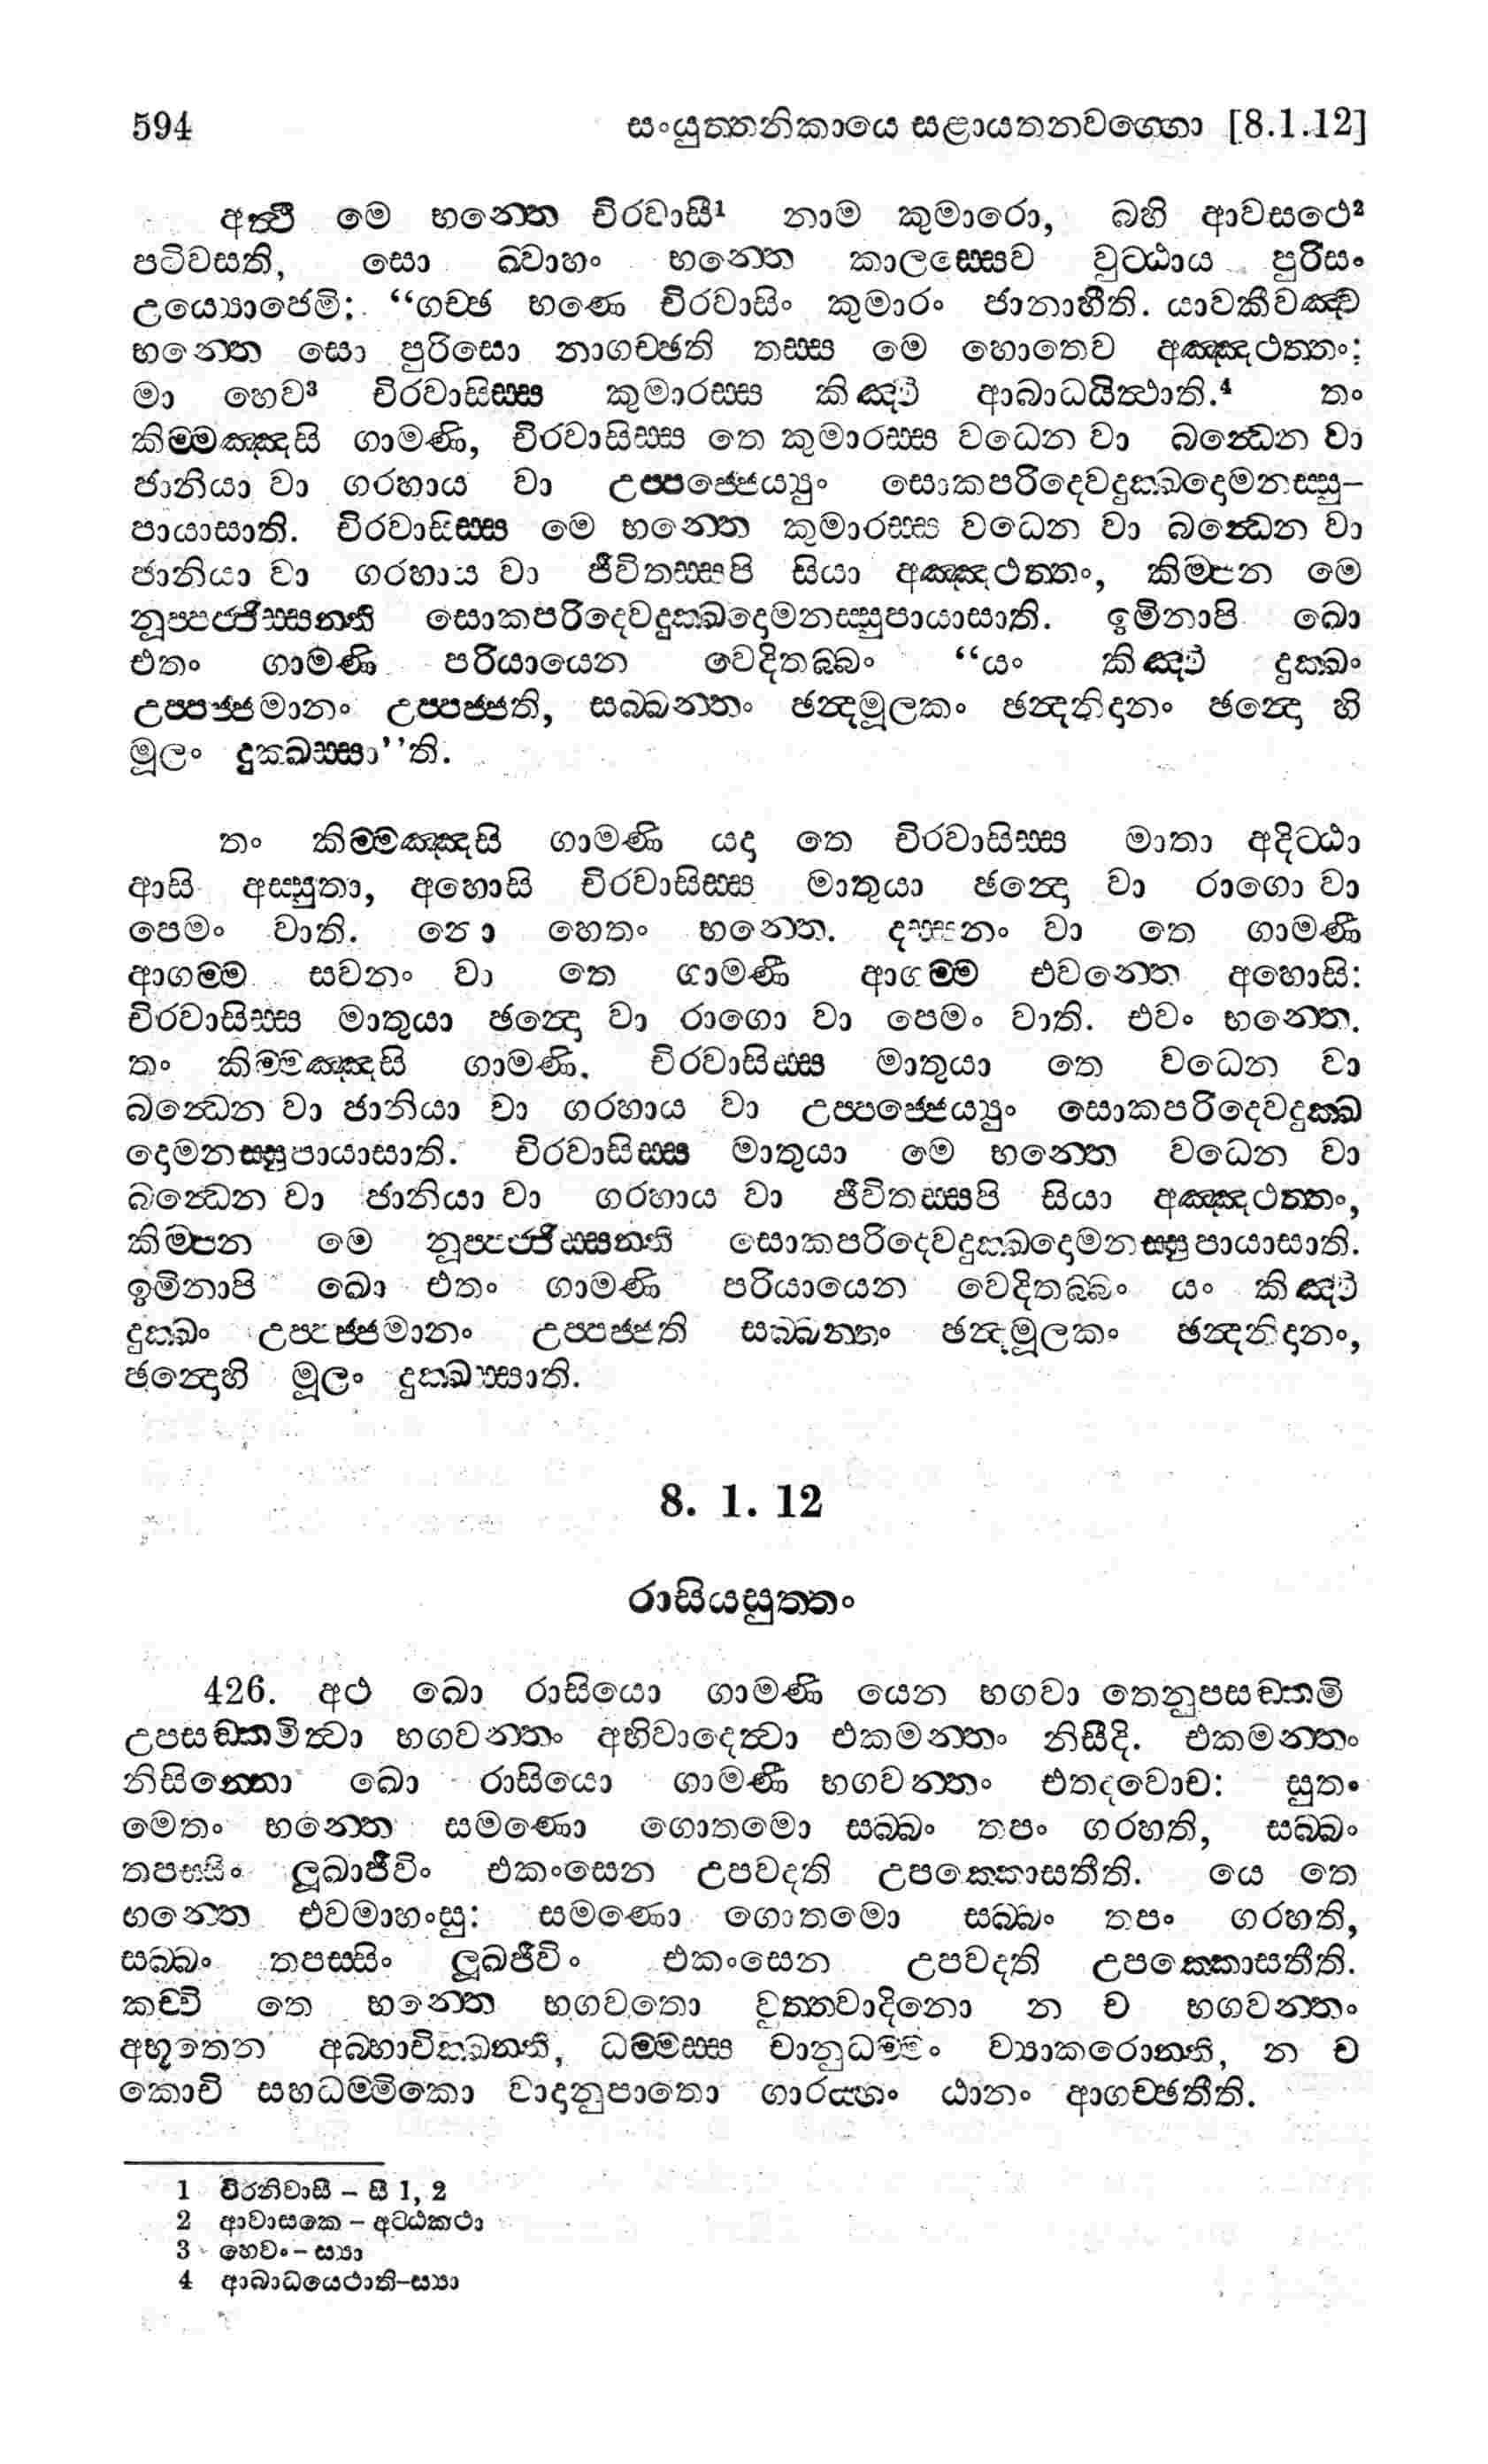 594 සංයුත්තනිකායෙ සළායතනවග්ගො [8.1.12]
අත්ථි මෙ භන්තෙ චිරවාසී¹ නාම කුමාරො, බහි ආවසථෙ²
පටිවසති, සො ඛ්වාහං භන්තෙ කාලස්සෙව වුට්ඨාය පුරිසං
උය්‍යොජෙමි: “ගච්ඡ භණෙ චිරවාසිං කුමාරං ජානාහීති. යාවකීවඤ්ච
භන්තෙ සො පුරිසො නාගච්ඡති තස්ස මෙ හොතෙව අඤ්ඤථත්තං:
මා හෙව³ චිරවාසිස්ස කුමාරස්ස කිඤ්චි ආබාධයිත්ථාති.⁴ තං
කිම්මඤ්ඤසි ගාමණි, චිරවාසිස්ස තෙ කුමාරස්ස වධෙන වා බන්ධෙන වා
ජානියා වා ගරහාය වා උප්පජ්ජෙය්‍යුං සොකපරිදෙවදුක්ඛදොමනස්සු-
පායාසාති. චිරවාසිස්ස මෙ භන්තෙ කුමාරස්ස වධෙන වා බන්ධෙන වා
ජානියා වා ගරහාය වා ජීවිතස්සපි සියා අඤ්ඤථත්තං, කිම්පන මෙ
නූප්පජ්ජිස්සන්ති සොකපරිදෙවදුක්ඛදොමනස්සුපායාසාති. ඉමිනාපි ඛො
එතං ගාමණි පරියායෙන වෙදිතබ්බං “යං කිඤ්චි දුක්ඛං
උප්පජ්ජමානං උප්පජ්ජති, සබ්බන්තං ඡන්දමූලකං ඡන්දනිදානං ඡන්දො හි
මූලං දුක්ඛස්සා’’ති.
තං කිම්මඤ්ඤසි ගාමණි යදා තෙ චිරවාසිස්ස මාතා අදිට්ඨා
ආසි අස්සුතා, අහොසි චිරවාසිස්ස මාතුයා ඡන්දො වා රාගො වා
පෙමං වාති. නො හෙතං භන්තෙ. දස්සනං වා තෙ ගාමණී
ආගම්ම සවනං වා තෙ ගාමණී ආගම්ම එවන්තෙ අහොසි:
චිරවාසිස්ස මාතුයා ඡන්දො වා රාගො වා පෙමං වාති. එවං භන්තෙ.
තං කිම්මඤ්ඤසි ගාමණි. චිරවාසිස්ස මාතුයා තෙ වධෙන වා
බන්ධෙන වා ජානියා වා ගරහාය වා උප්පජ්ජෙය්‍යුං සොකපරිදෙවදුක්ඛ
දොමනස්සුපායාසාති. චිරවාසිස්ස මාතුයා මෙ භන්තෙ වධෙන වා
බන්ධෙන වා ජානියා වා ගරහාය වා ජීවිතස්සපි සියා අඤ්ඤථත්තං,
කිම්පන මෙ නූප්පජ්ජිස්සන්ති සොකපරිදෙවදුක්ඛදොමනස්සුපායාසාති.
ඉමිනාපි ඛො එතං ගාමණි පරියායෙන වෙදිතබ්බං යං කිඤ්චි
දුක්ඛං උප්පජ්ජමානං උප්පජ්ජති සබ්බන්තං ඡන්දමූලකං ඡන්දනිදානං,
ඡන්දොහි මූලං දුක්ඛස්සාති.
8. 1. 12
රාසියසුත්තං
426. අථ ඛො රාසියො ගාමණි යෙන භගවා තෙනුපසඞ්කමි
උපසඞ්කමිත්වා භගවන්තං අභිවාදෙත්වා එකමන්තං නිසීදි. එකමන්තං
නිසින්නො ඛො රාසියො ගාමණී භගවන්තං එතදවොච: සුතං
මෙතං භන්තෙ සමණො ගොතමො සබ්බං තපං ගරහති, සබ්බං
තපස්සිං ලූඛාජීවිං එකංසෙන උපවදති උපක්කොසතීති. යෙ තෙ
භන්තෙ එවමාහංසු: සමණො ගොතමො සබ්බං තපං ගරහති,
සබ්බං තපස්සිං ලූඛජීවිං එකංසෙන උපවදති උපක්කොසතීති.
කච්චි තෙ භන්තෙ භගවතො වුත්තවාදිනො න ච භගවන්තං
අභූතෙන අබ්භාචික්ඛන්ති, ධම්මස්ස චානුධම්මං ව්‍යාකරොන්ති, න ච
කොචි සහධම්මිකො වාදානුපාතො ගාරය්හං ඨානං ආගච්ඡතීති.
1 චිරනිවාසී – සී 1, 2
2 ආවාසකෙ – අට්ඨකථා
3 හෙවං – ස්‍යා
4 ආබාධයෙථාති–ස්‍යා